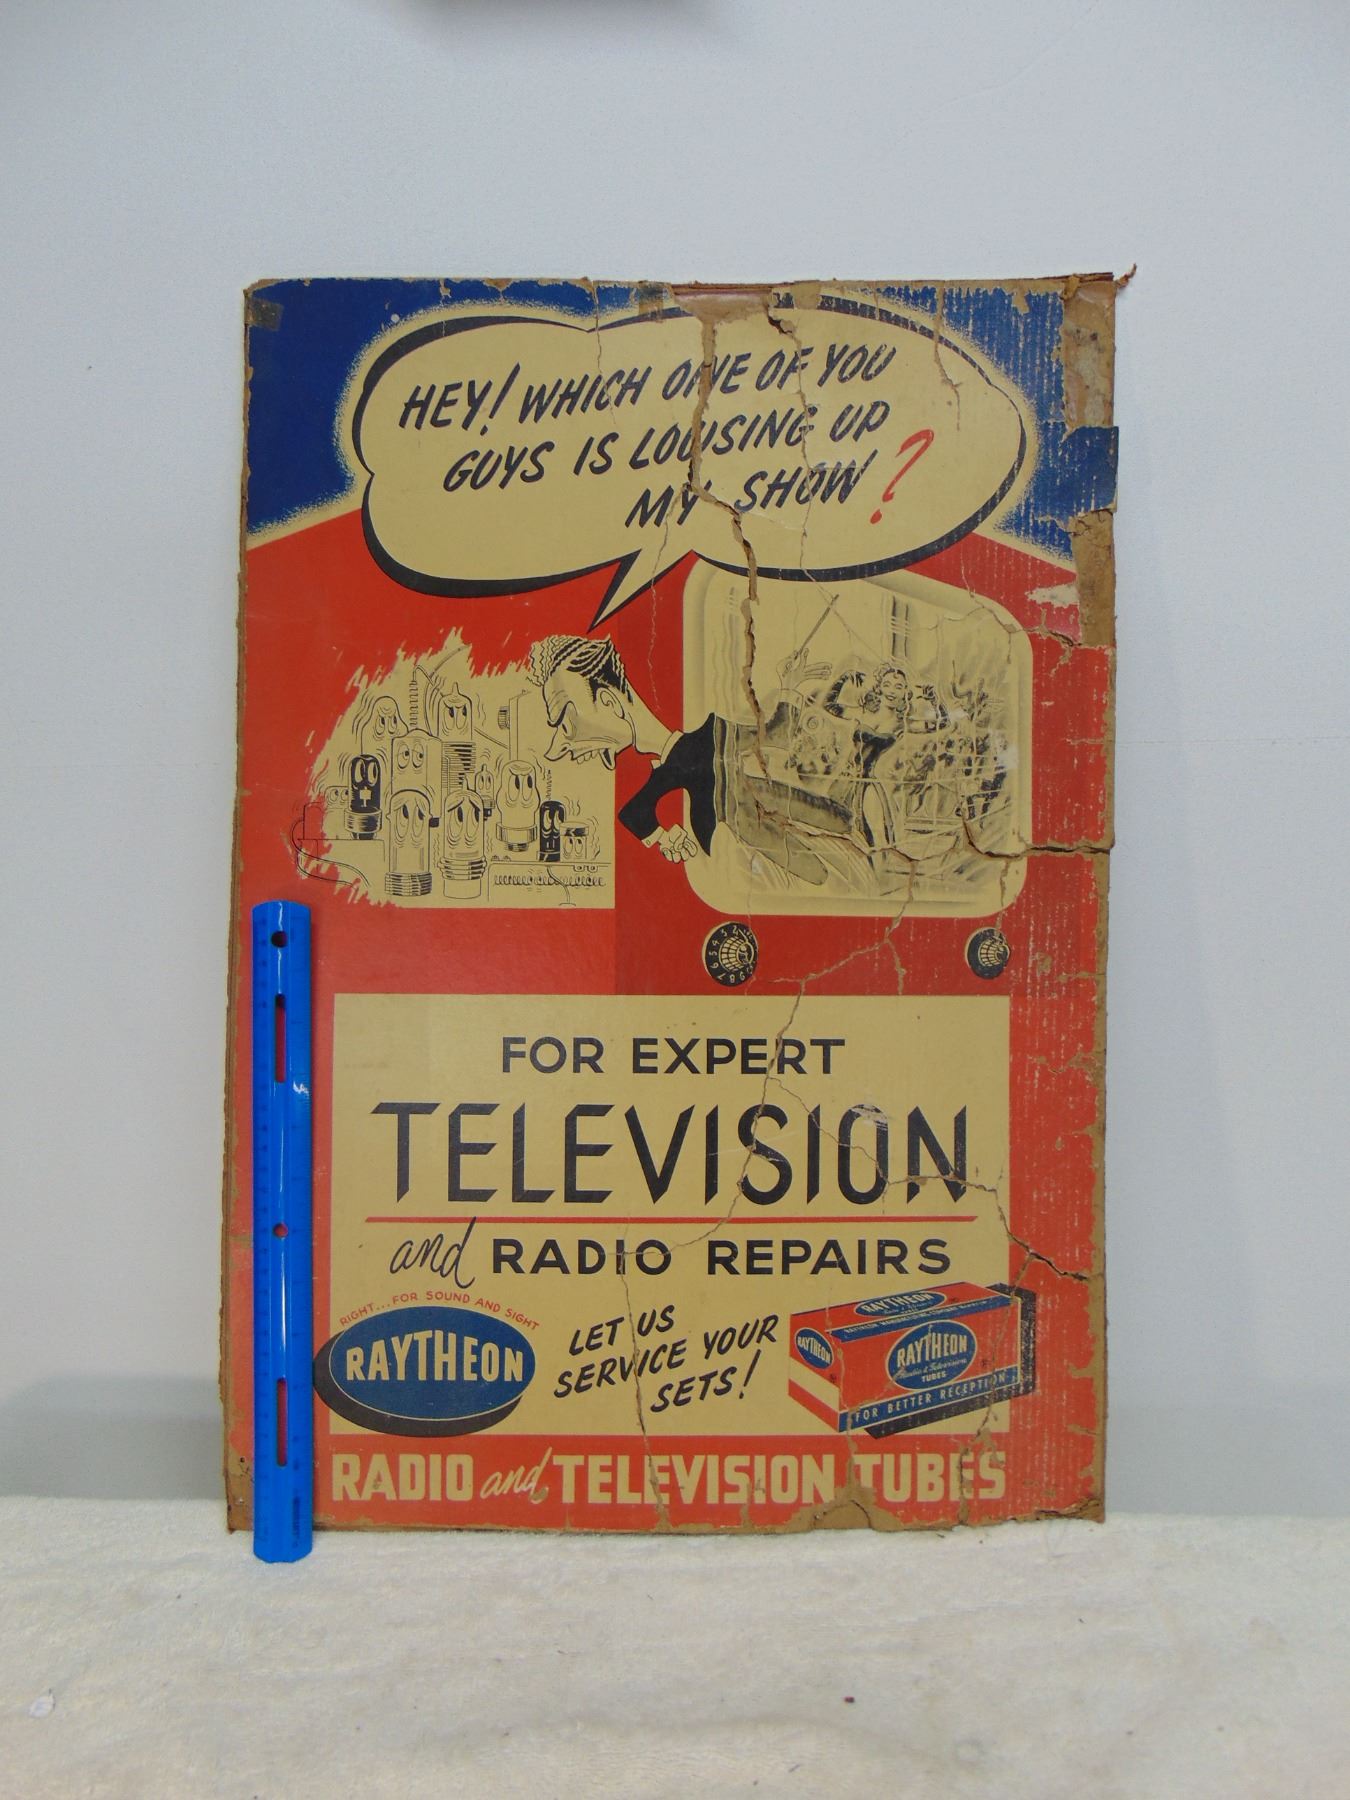 HEY! WHICH ONE OF YOU
GUYS IS LOUSING UP
MY SHOW?
FOR EXPERT
TELEVISION
and RADIO REPAIRS
RIGHT...FOR SOUND AND SIGHT
RAYTHEON
LET US
SERVICE YOUR
SETS!
RAYTHEON
RAYTHEON
RAYTHEON
Radio & Television
TUBES
FOR BETTER RECEPTION
RADIO and TELEVISION TUBES